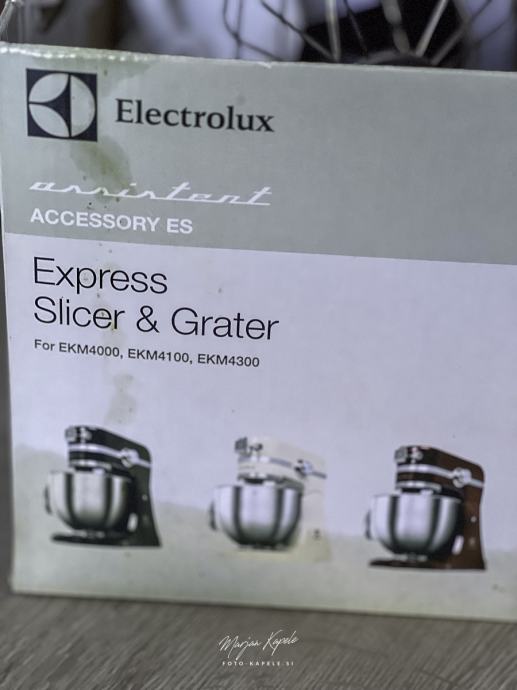 Electrolux
assistent
ACCESSORY ES
Express
Slicer & Grater
For EKM4000, EKM4100, EKM4300
Marjan Kapele
FOTO-KAPELE.SI